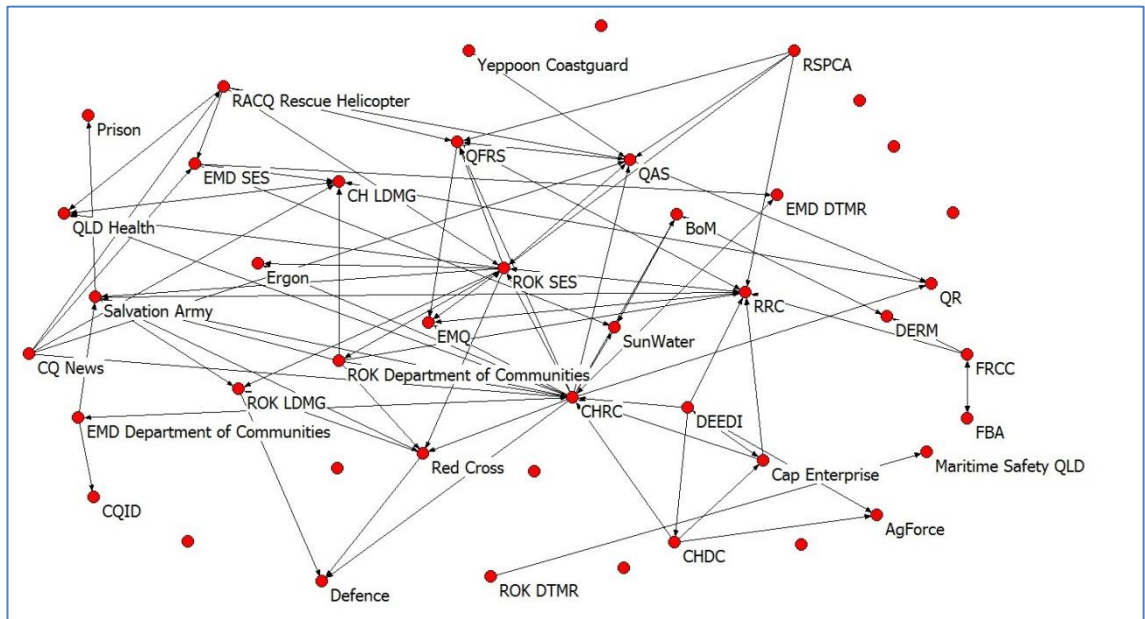 Yeppoon Coastguard
RSPCA
RACQ Rescue Helicopter
Prison
QFRS
QAS
EMD SES
CH LDMG
EMD DTMR
QLD Health
BoM
Ergon
ROK SES
QR
Salvation Army
RRC
DERM
EMQ
SunWater
CQ News
ROK Department of Communities
FRCC
ROK LDMG
CHRC
DEEDI
EMD Department of Communities
FBA
Red Cross
Cap Enterprise
Maritime Safety QLD
CQID
AgForce
CHDC
Defence
ROK DTMR